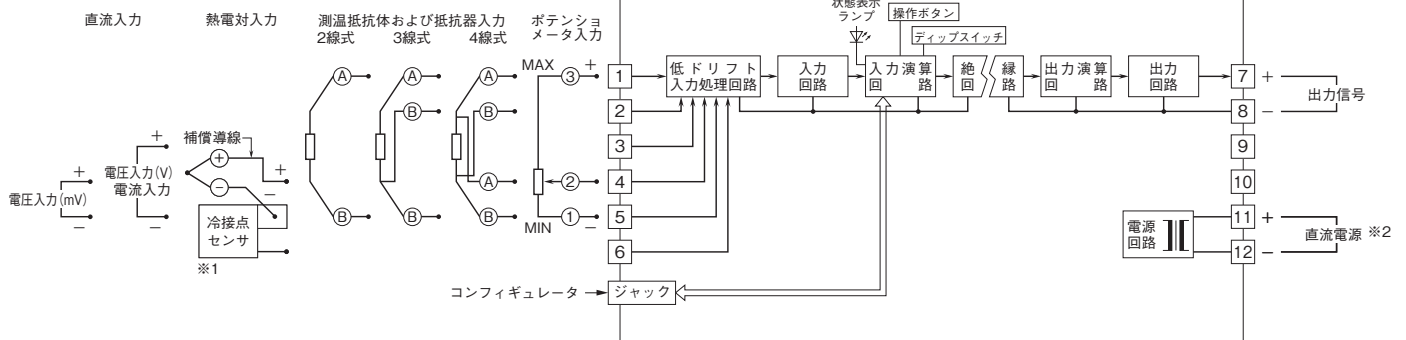 直流入力
熱電対入力
測温抵抗体および抵抗器入力
2線式
3線式
4線式
ポテンショ
メータ入力
状態表示
ランプ
操作ボタン
ディップスイッチ
電圧入力(mV)
+
−
電圧入力(V)
電流入力
+
−
補償導線
+
−
+
−
冷接点
センサ
※1
A
B
A
B
B
A
B
A
B
MAX
3
+
2
1
−
MIN
1
2
3
4
5
6
コンフィギュレータ
ジャック
低ドリフト
入力処理回路
入力
回路
入力演算
回路
絶縁
回路
出力演算
回路
出力
回路
7
+
8
−
出力信号
9
10
電源
回路
11
+
12
−
直流電源 ※2